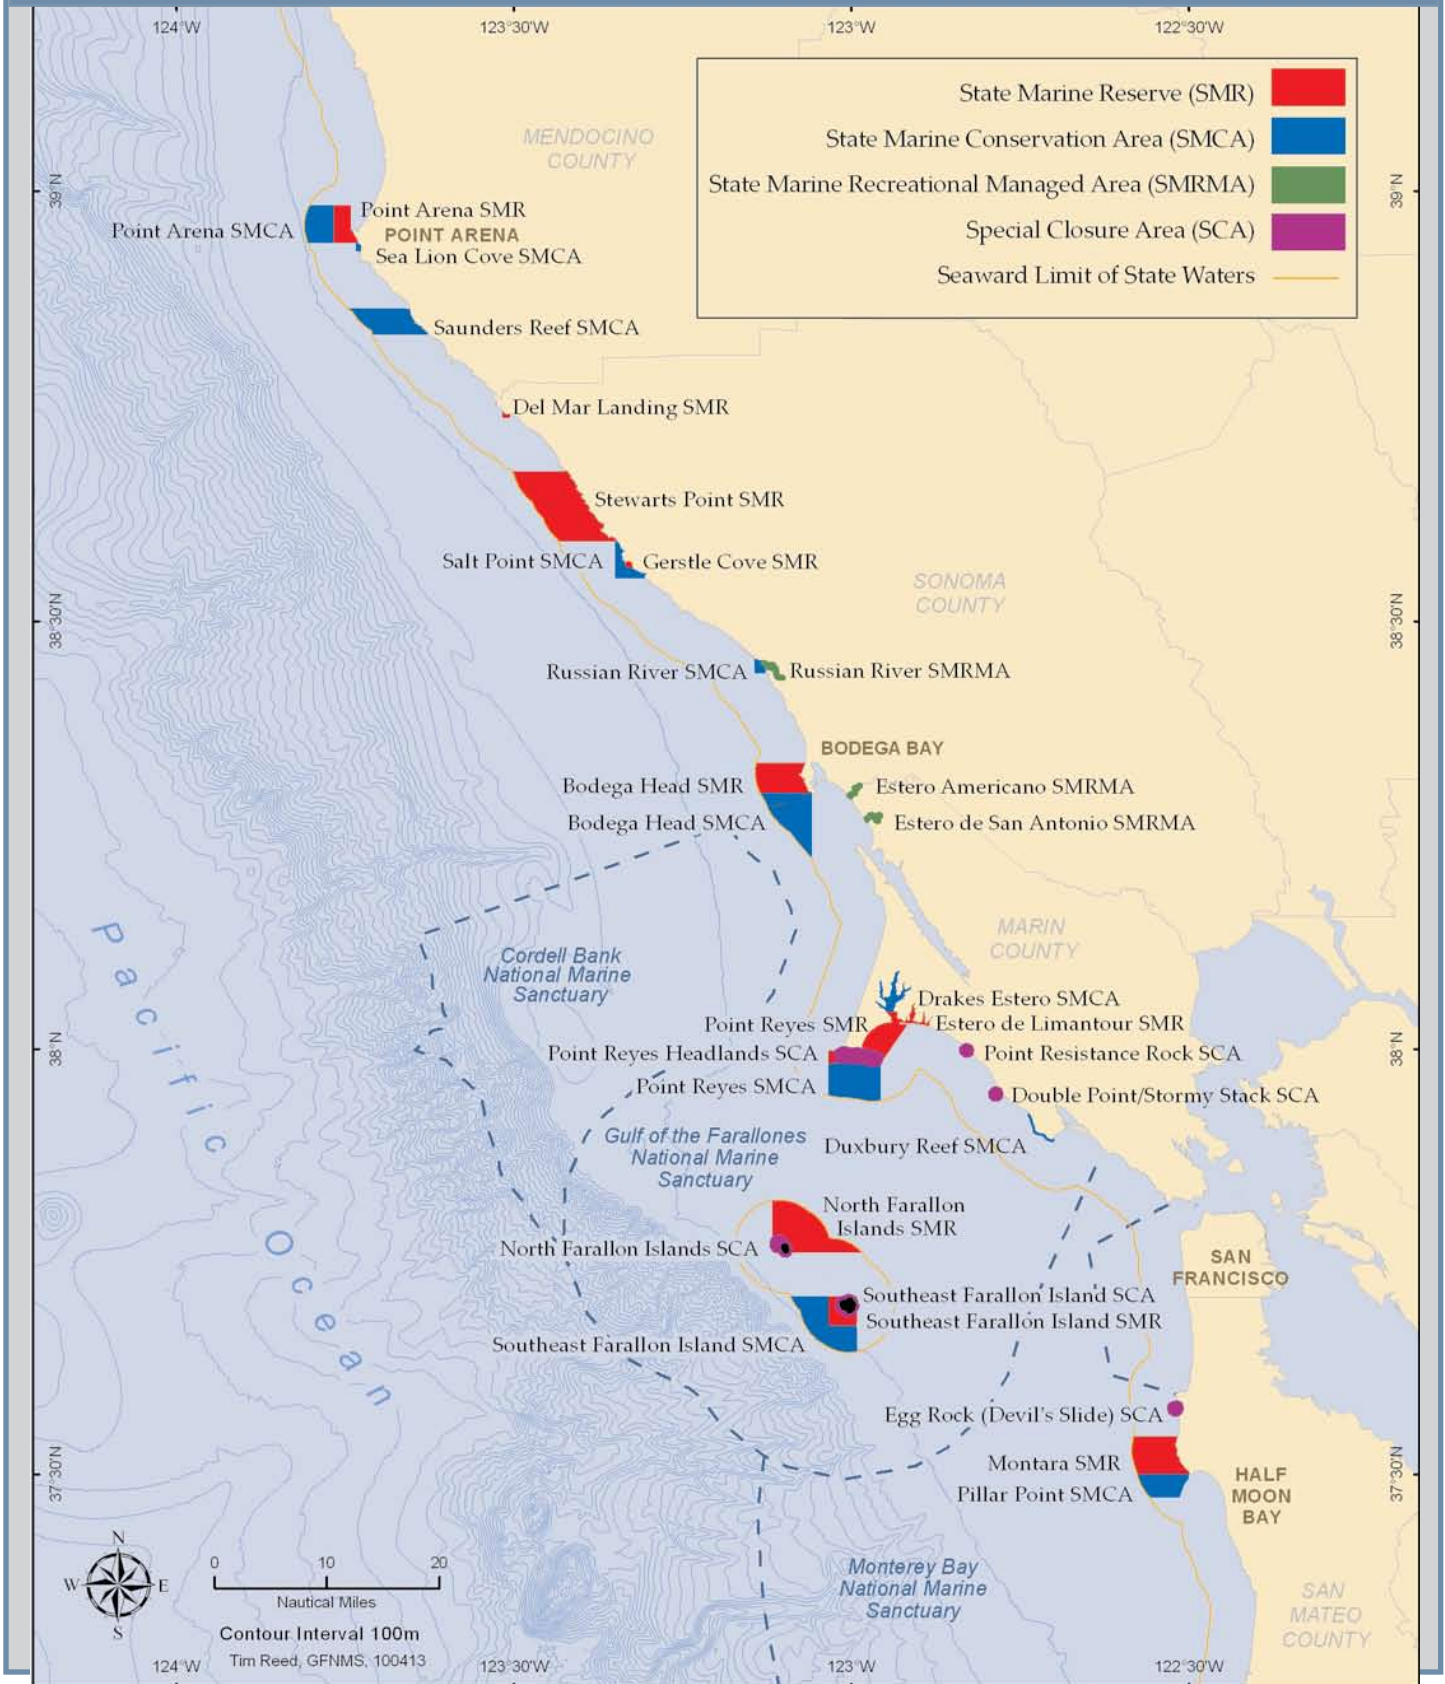 124°W
123°30'W
123°W
122°30'W
State Marine Reserve (SMR)
State Marine Conservation Area (SMCA)
State Marine Recreational Managed Area (SMRMA)
Special Closure Area (SCA)
Seaward Limit of State Waters
MENDOCINO
COUNTY
39°N
39°N
Point Arena SMR
Point Arena SMCA
POINT ARENA
Sea Lion Cove SMCA
Saunders Reef SMCA
Del Mar Landing SMR
Stewarts Point SMR
Salt Point SMCA
Gerstle Cove SMR
SONOMA
COUNTY
38°30'N
38°30'N
Russian River SMCA
Russian River SMRMA
BODEGA BAY
Bodega Head SMR
Estero Americano SMRMA
Bodega Head SMCA
Estero de San Antonio SMRMA
MARIN
COUNTY
Cordell Bank
National Marine
Sanctuary
Pacific
Ocean
Drakes Estero SMCA
Point Reyes SMR
Estero de Limantour SMR
38°N
38°N
Point Reyes Headlands SCA
Point Resistance Rock SCA
Point Reyes SMCA
Double Point/Stormy Stack SCA
Gulf of the Farallones
National Marine
Sanctuary
Duxbury Reef SMCA
North Farallon
Islands SMR
North Farallon Islands SCA
SAN
FRANCISCO
Southeast Farallon Island SCA
Southeast Farallon Island SMR
Southeast Farallon Island SMCA
Egg Rock (Devil's Slide) SCA
Montara SMR
Pillar Point SMCA
37°30'N
37°30'N
HALF
MOON
BAY
Monterey Bay
National Marine
Sanctuary
SAN
MATEO
COUNTY
N
W
E
S
0
10
20
Nautical Miles
Contour Interval 100m
Tim Reed, GFNMS, 100413
124°W
123°30'W
123°W
122°30'W